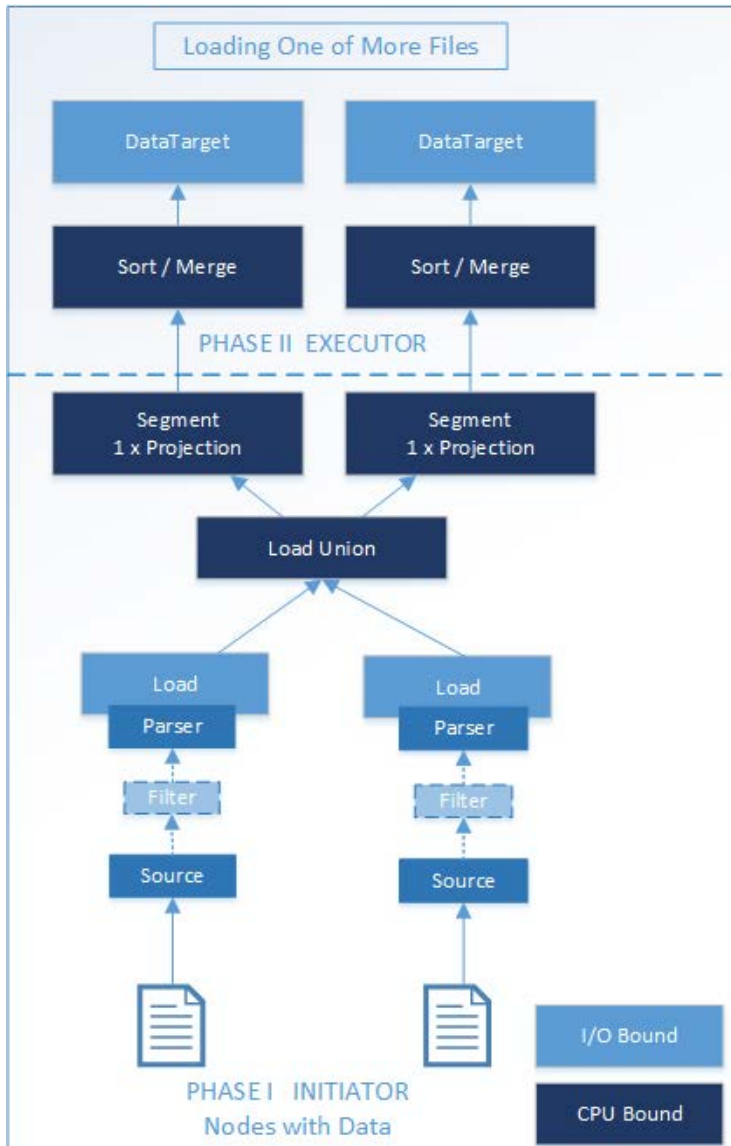 Loading One of More Files
DataTarget
DataTarget
Sort / Merge
Sort / Merge
PHASE II EXECUTOR
Segment
1 x Projection
Segment
1 x Projection
Load Union
Load
Load
Parser
Parser
Filter
Filter
Source
Source
I/O Bound
PHASE I INITIATOR
Nodes with Data
CPU Bound